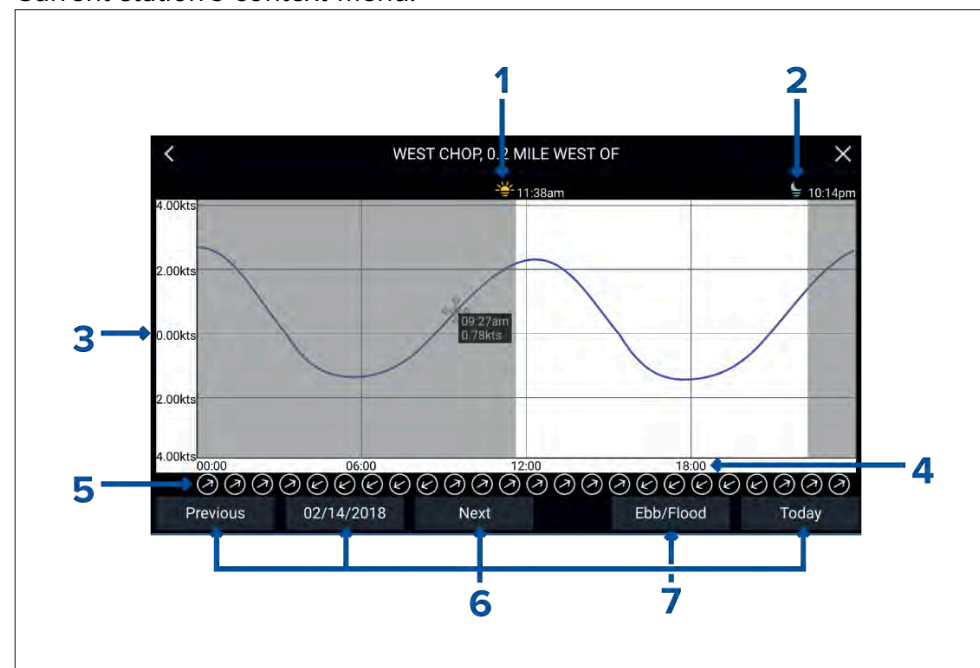 Current station's context menu.
1
2
WEST CHOP, 0.2 MILE WEST OF
11:38am
10:14pm
4.00kts
2.00kts
09:27am
0.78kts
3
0.00kts
2.00kts
4.00kts
00:00
06:00
12:00
18:00
4
5
Previous
02/14/2018
Next
Ebb/Flood
Today
6
7